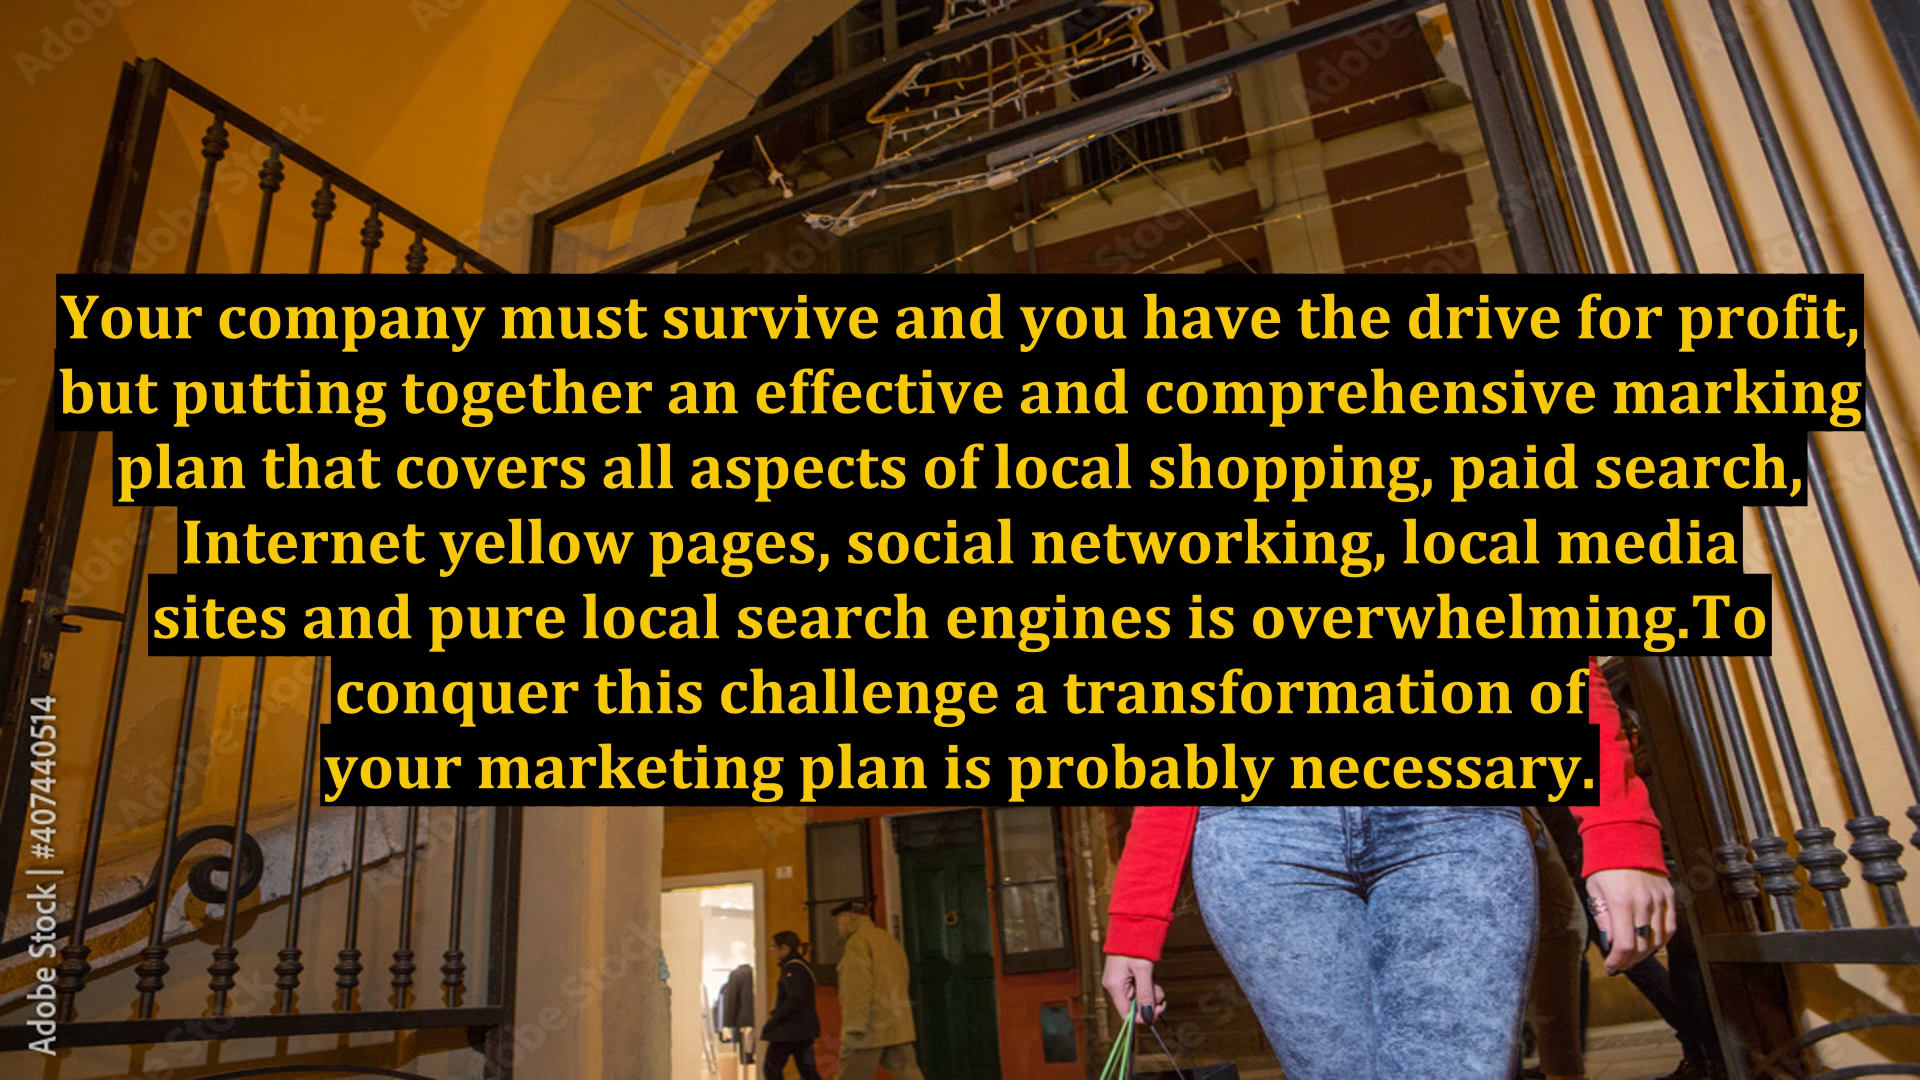 Your company must survive and you have the drive for profit,
but putting together an effective and comprehensive marking
plan that covers all aspects of local shopping, paid search,
Internet yellow pages, social networking, local media
sites and pure local search engines is overwhelming.To
conquer this challenge a transformation of
your marketing plan is probably necessary.
Adobe Stock | #407440514